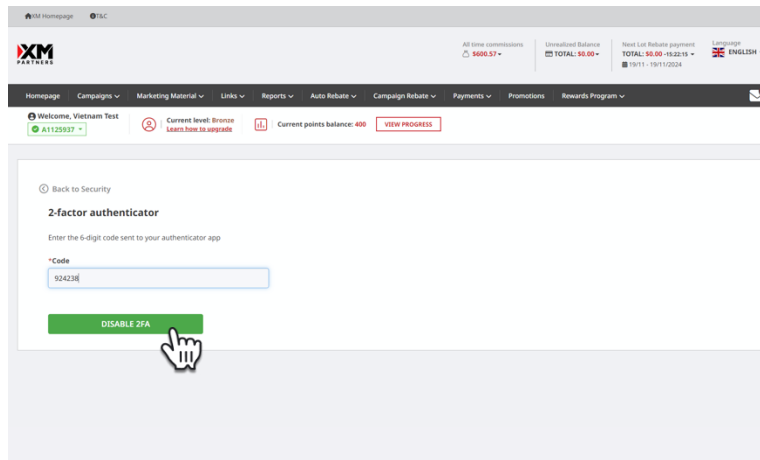 XM Homepage T&C
XM
PARTNERS
All time commissions
$600.57
Unrealized Balance
TOTAL: $0.00
Next Lot Rebate payment
TOTAL: $0.00 -15:22:15
19/11 - 19/11/2024
Language
ENGLISH
Homepage Campaigns Marketing Material Links Reports Auto Rebate Campaign Rebate Payments Promotions Rewards Program
Welcome, Vietnam Test
A1125937
Current level: Bronze
Learn how to upgrade
Current points balance: 400
VIEW PROGRESS
Back to Security
2-factor authenticator
Enter the 6-digit code sent to your authenticator app
*Code
924238
DISABLE 2FA